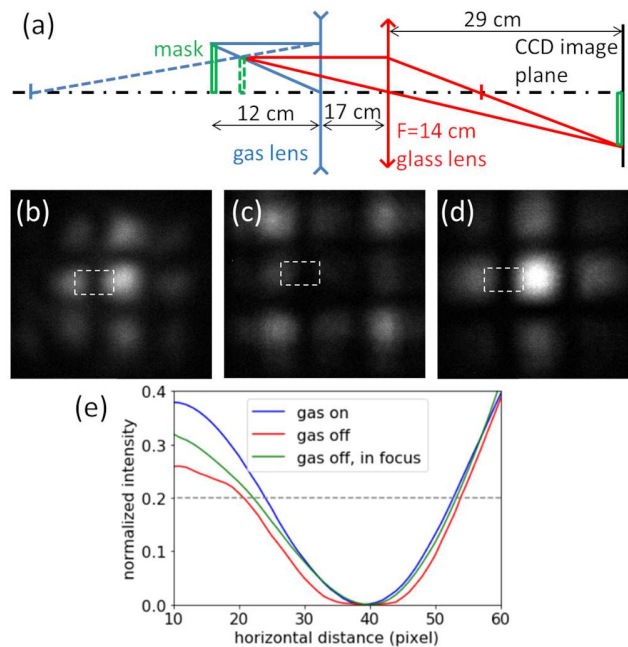 (a)
29 cm
mask
CCD image
plane
12 cm
17 cm
gas lens
F=14 cm
glass lens
(b)
(c)
(d)
(e)
0.4
0.3
0.2
0.1
0.0
normalized intensity
gas on
gas off
gas off, in focus
10
20
30
40
50
60
horizontal distance (pixel)